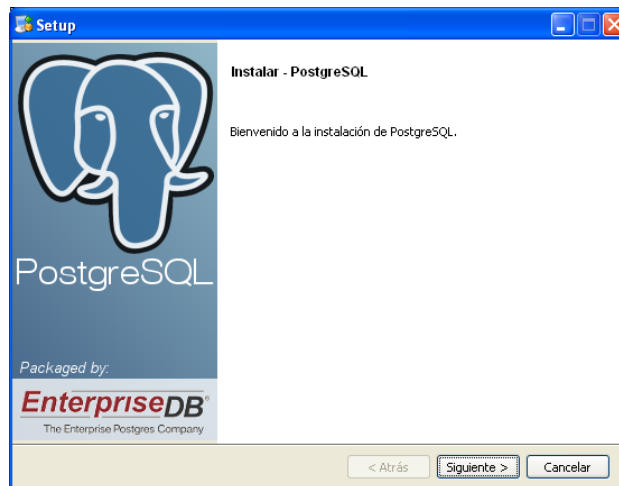 Setup
Instalar - PostgreSQL
Bienvenido a la instalación de PostgreSQL.
PostgreSQL
Packaged by:
EnterpriseDB®
The Enterprise Postgres Company
< Atrás
Siguiente >
Cancelar